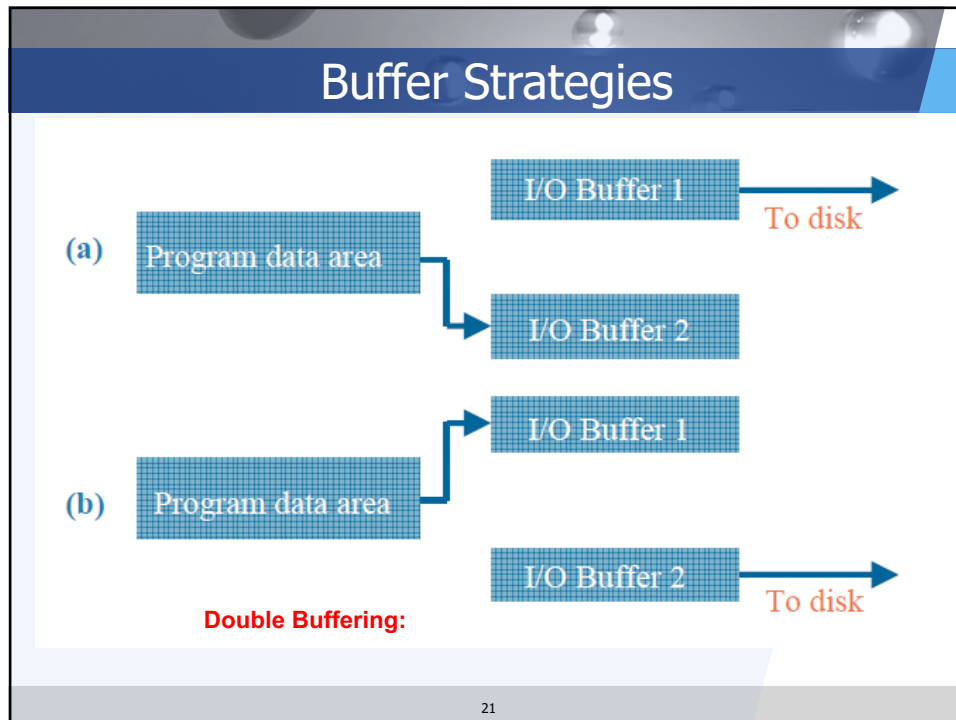 Buffer Strategies
I/O Buffer 1
To disk
(a)
Program data area
I/O Buffer 2
I/O Buffer 1
(b)
Program data area
I/O Buffer 2
To disk
Double Buffering:
21